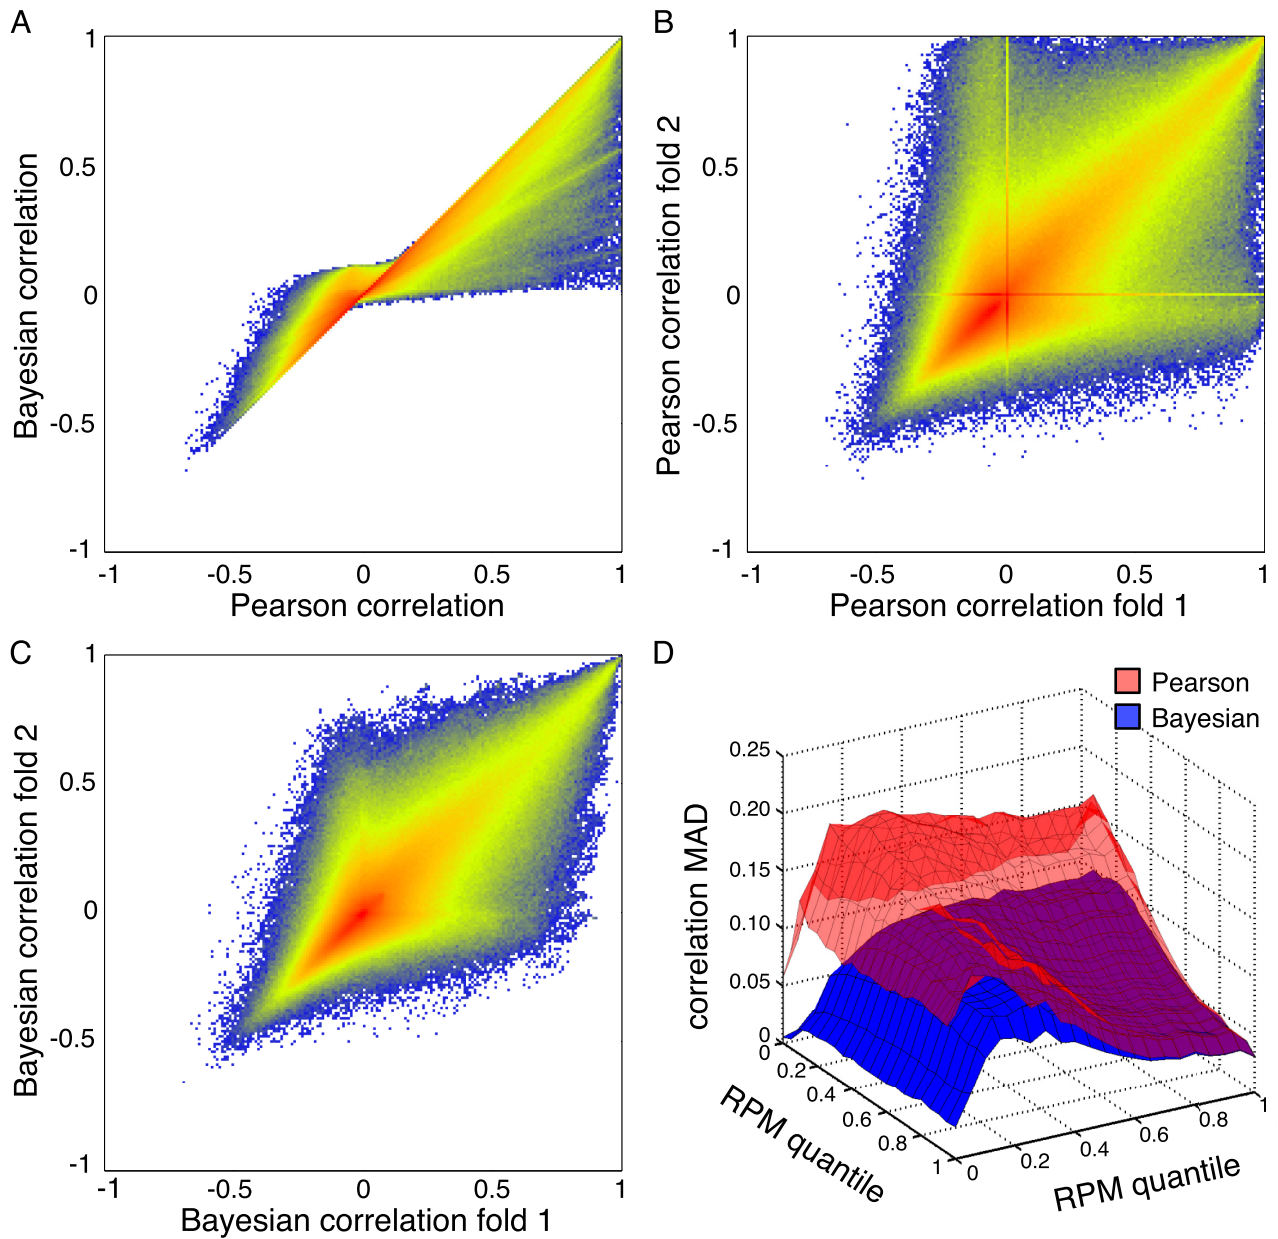 A
1
0.5
0
-0.5
-1
Bayesian correlation
-1 -0.5 0 0.5 1
Pearson correlation
B
1
0.5
0
-0.5
-1
Pearson correlation fold 2
-1 -0.5 0 0.5 1
Pearson correlation fold 1
C
1
0.5
0
-0.5
-1
Bayesian correlation fold 2
-1 -0.5 0 0.5 1
Bayesian correlation fold 1
D
Pearson
Bayesian
0.25
0.20
0.15
0.10
0.05
0
correlation MAD
0
0.2
0.4
0.6
0.8
1
RPM quantile
0 0.2 0.4 0.6 0.8 1
RPM quantile